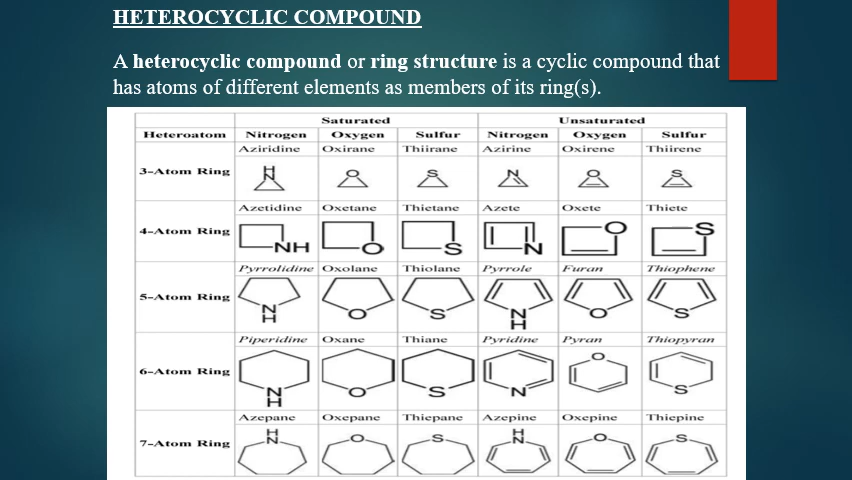 HETEROCYCLIC COMPOUND
A heterocyclic compound or ring structure is a cyclic compound that
has atoms of different elements as members of its ring(s).
Saturated Unsaturated
Heteroatom Nitrogen Oxygen Sulfur Nitrogen Oxygen Sulfur
Aziridine Oxirane Thiirane Azirine Oxirene Thiirene
3-Atom Ring
H
N O S N O S
Azetidine Oxetane Thietane Azete Oxete Thiete
4-Atom Ring
O S
NH O S N
Pyrrolidine Oxolane Thiolane Pyrrole Furan Thiophene
5-Atom Ring
N O S N O S
H H
Piperidine Oxane Thiane Pyridine Pyran Thiopyran
O
6-Atom Ring
N O S N S
H
Azepane Oxepane Thiepane Azepine Oxepine Thiepine
H H
N O S N O S
7-Atom Ring